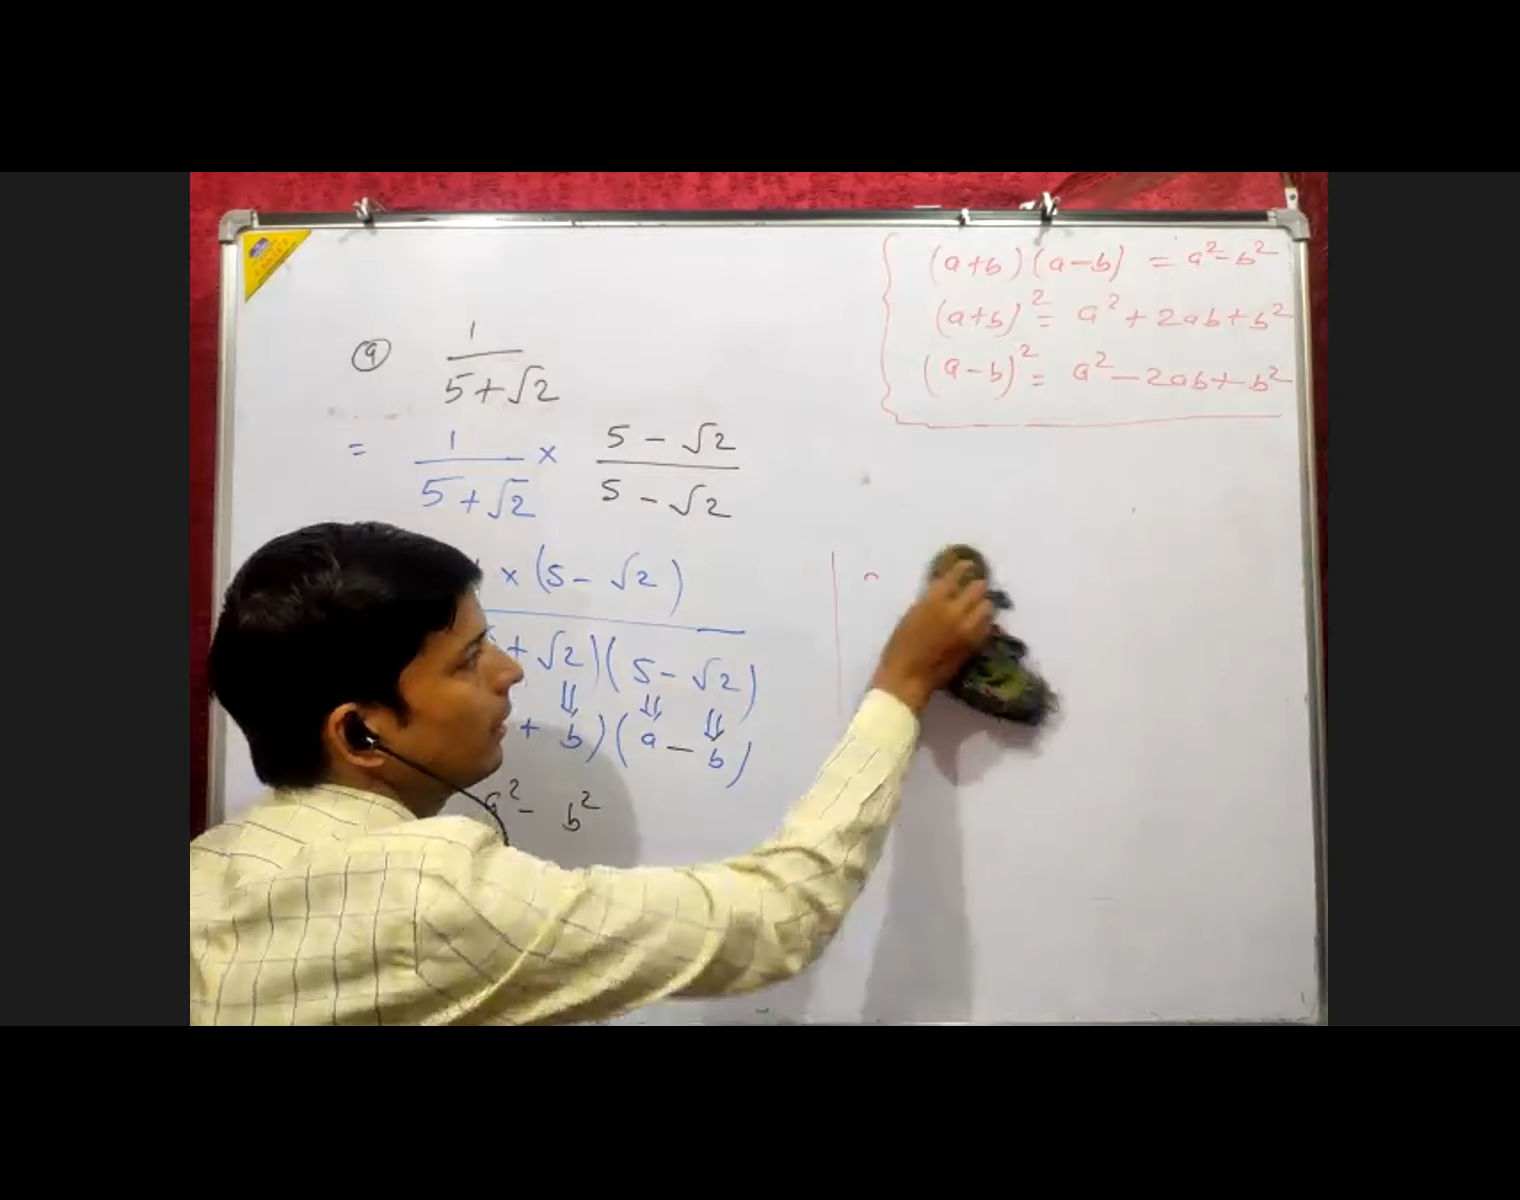 (a+b)(a-b) = a²-b²
(a+b)² = a²+2ab+b²
(a-b)² = a²-2ab+b²
(a) 1
5+√2
= 1 × 5-√2
5+√2 5-√2
× (5-√2)
+√2)(5-√2)
⇓ ⇓ ⇓
+ b)(a-b)
a² - b²